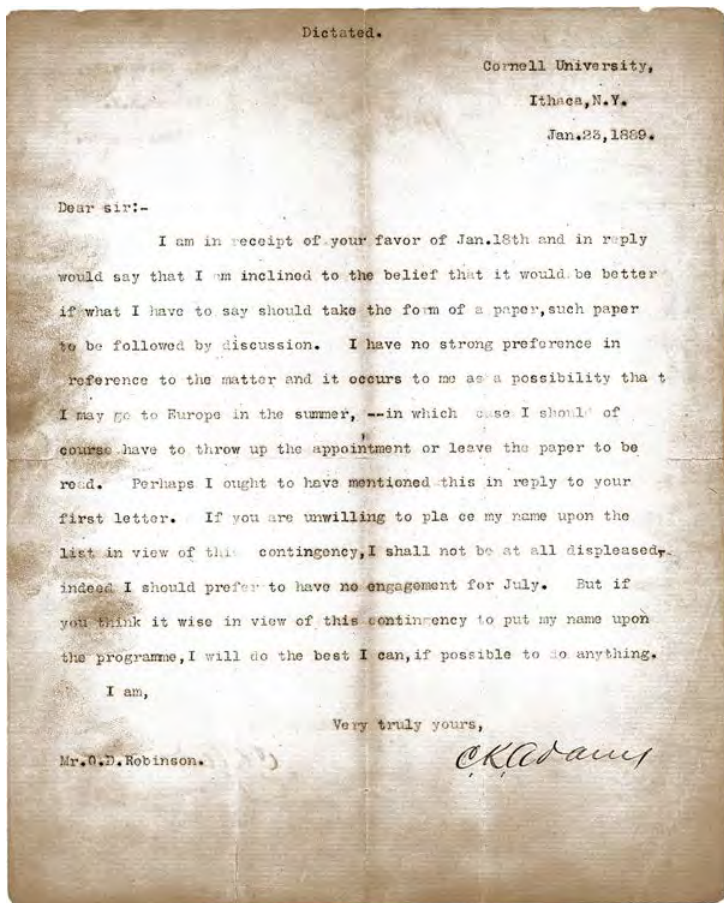 Dictated.
Cornell University,
Ithaca,N.Y.
Jan.23,1889.
Dear sir:-
I am in receipt of your favor of Jan.18th and in reply
would say that I am inclined to the belief that it would be better
if what I have to say should take the form of a paper,such paper
to be followed by discussion. I have no strong preference in
reference to the matter and it occurs to me as a possibility tha t
I may go to Europe in the summer, --in which case I should of
course have to throw up the appointment or leave the paper to be
read. Perhaps I ought to have mentioned this in reply to your
first letter. If you are unwilling to pla ce my name upon the
list in view of this contingency,I shall not be at all displeased,
indeed I should prefer to have no engagement for July. But if
you think it wise in view of this contingency to put my name upon
the programme,I will do the best I can,if possible to do anything.
I am,
Very truly yours,
Mr.O.D.Robinson.
C.K.Adams